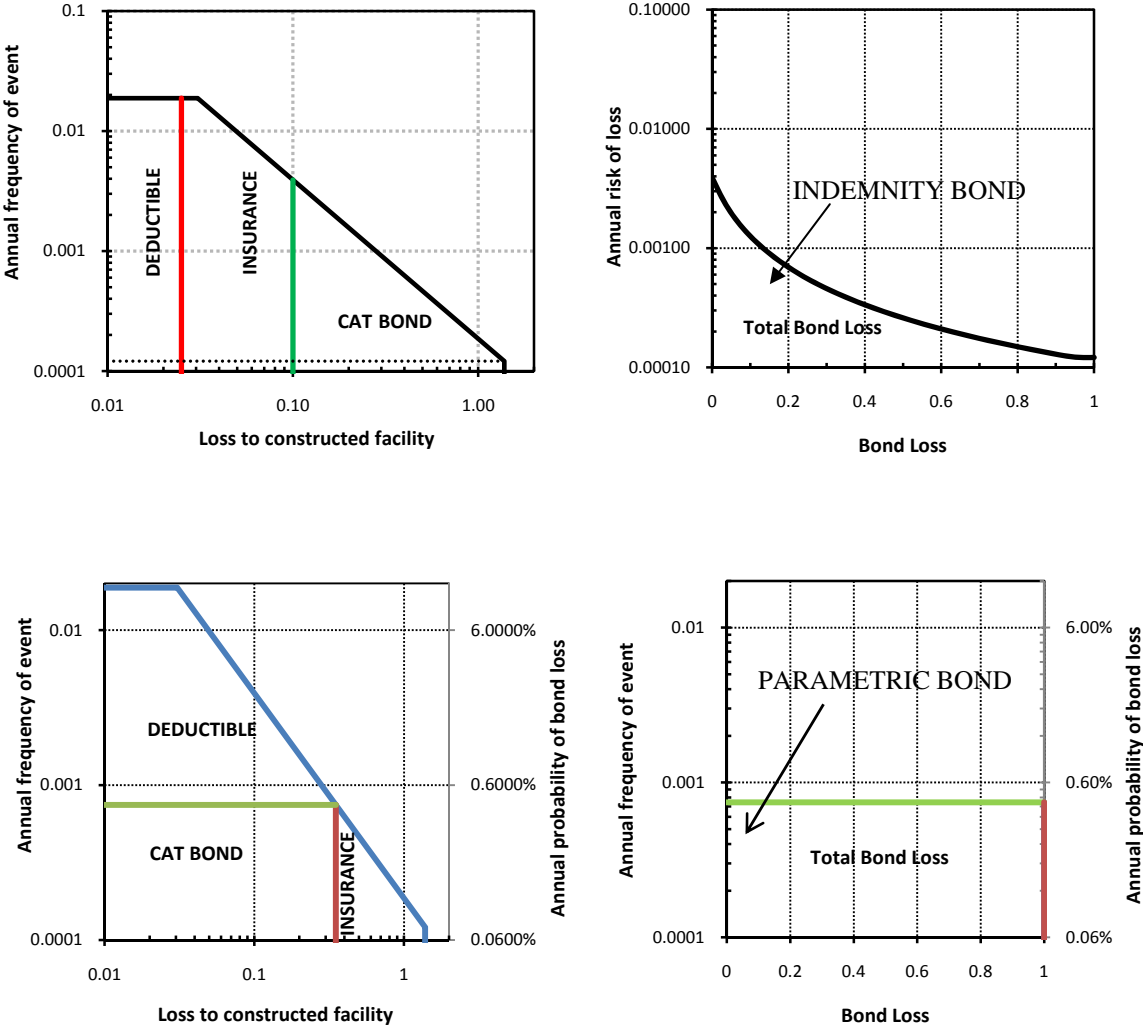 0.1
0.01
0.001
0.0001
Annual frequency of event
DEDUCTIBLE
INSURANCE
CAT BOND
0.01 0.10 1.00
Loss to constructed facility
0.10000
0.01000
0.00100
0.00010
Annual risk of loss
INDEMNITY BOND
Total Bond Loss
0 0.2 0.4 0.6 0.8 1
Bond Loss
0.01
0.001
0.0001
Annual frequency of event
DEDUCTIBLE
CAT BOND
INSURANCE
6.0000%
0.6000%
0.0600%
Annual probability of bond loss
0.01 0.1 1
Loss to constructed facility
0.01
0.001
0.0001
Annual frequency of event
PARAMETRIC BOND
Total Bond Loss
6.00%
0.60%
0.06%
Annual probability of bond loss
0 0.2 0.4 0.6 0.8 1
Bond Loss